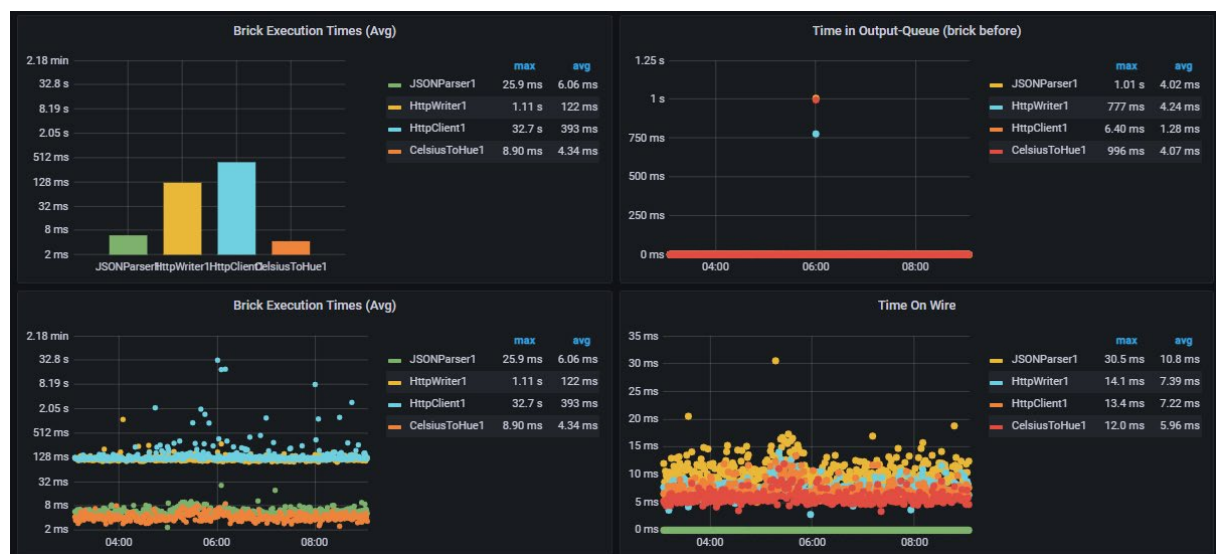 Brick Execution Times (Avg)
2.18 min
32.8 s
8.19 s
2.05 s
512 ms
128 ms
32 ms
8 ms
2 ms
JSONParser1 HttpWriter1 HttpClient1 CelsiusToHue1
max avg
JSONParser1 25.9 ms 6.06 ms
HttpWriter1 1.11 s 122 ms
HttpClient1 32.7 s 393 ms
CelsiusToHue1 8.90 ms 4.34 ms
Time in Output-Queue (brick before)
1.25 s
1 s
750 ms
500 ms
250 ms
0 ms
04:00 06:00 08:00
max avg
JSONParser1 1.01 s 4.02 ms
HttpWriter1 777 ms 4.24 ms
HttpClient1 6.40 ms 1.28 ms
CelsiusToHue1 996 ms 4.07 ms
Brick Execution Times (Avg)
2.18 min
32.8 s
8.19 s
2.05 s
512 ms
128 ms
32 ms
8 ms
2 ms
04:00 06:00 08:00
max avg
JSONParser1 25.9 ms 6.06 ms
HttpWriter1 1.11 s 122 ms
HttpClient1 32.7 s 393 ms
CelsiusToHue1 8.90 ms 4.34 ms
Time On Wire
35 ms
30 ms
25 ms
20 ms
15 ms
10 ms
5 ms
0 ms
04:00 06:00 08:00
max avg
JSONParser1 30.5 ms 10.8 ms
HttpWriter1 14.1 ms 7.39 ms
HttpClient1 13.4 ms 7.22 ms
CelsiusToHue1 12.0 ms 5.96 ms